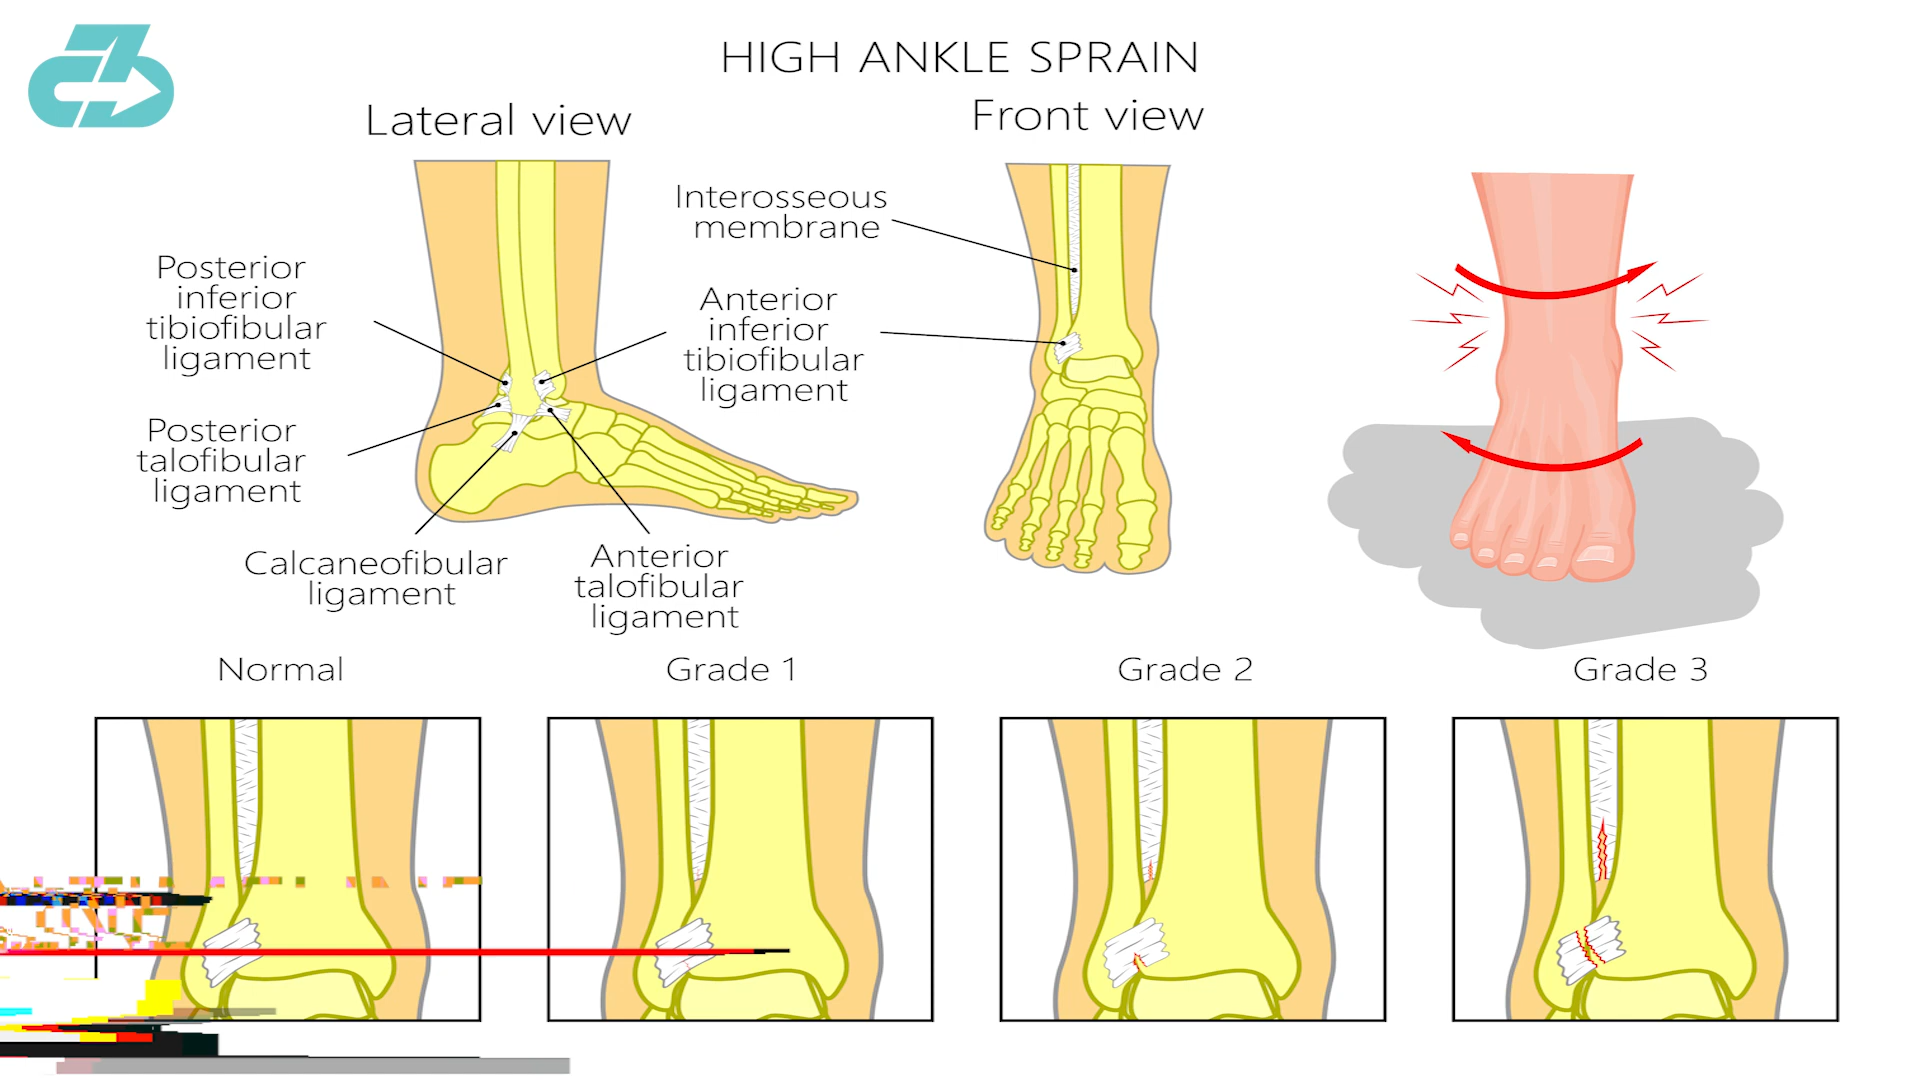 HIGH ANKLE SPRAIN
Lateral view
Front view
Interosseous
membrane
Posterior
inferior
tibiofibular
ligament
Anterior
inferior
tibiofibular
ligament
Posterior
talofibular
ligament
Calcaneofibular
ligament
Anterior
talofibular
ligament
Normal
Grade 1
Grade 2
Grade 3